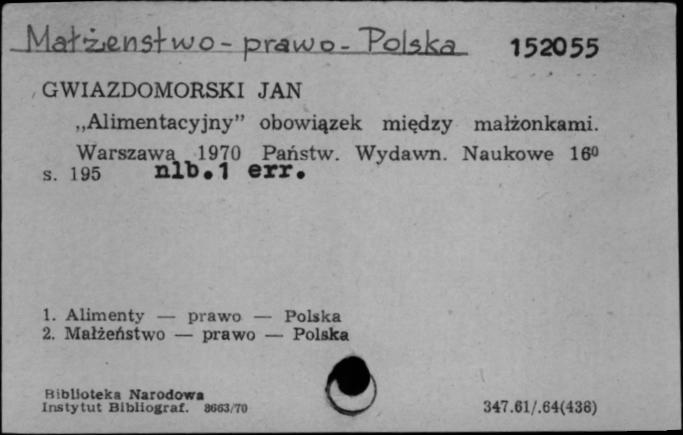 Małżeństwo - prawo - Polska 152055
GWIAZDOMORSKI JAN
„Alimentacyjny” obowiązek między małżonkami.
Warszawa 1970 Państw. Wydawn. Naukowe 16⁰
s. 195 nlb.1 err.
1. Alimenty — prawo — Polska
2. Małżeństwo — prawo — Polska
Biblioteka Narodowa
Instytut Bibliograf. 8663/70 347.61/.64(438)